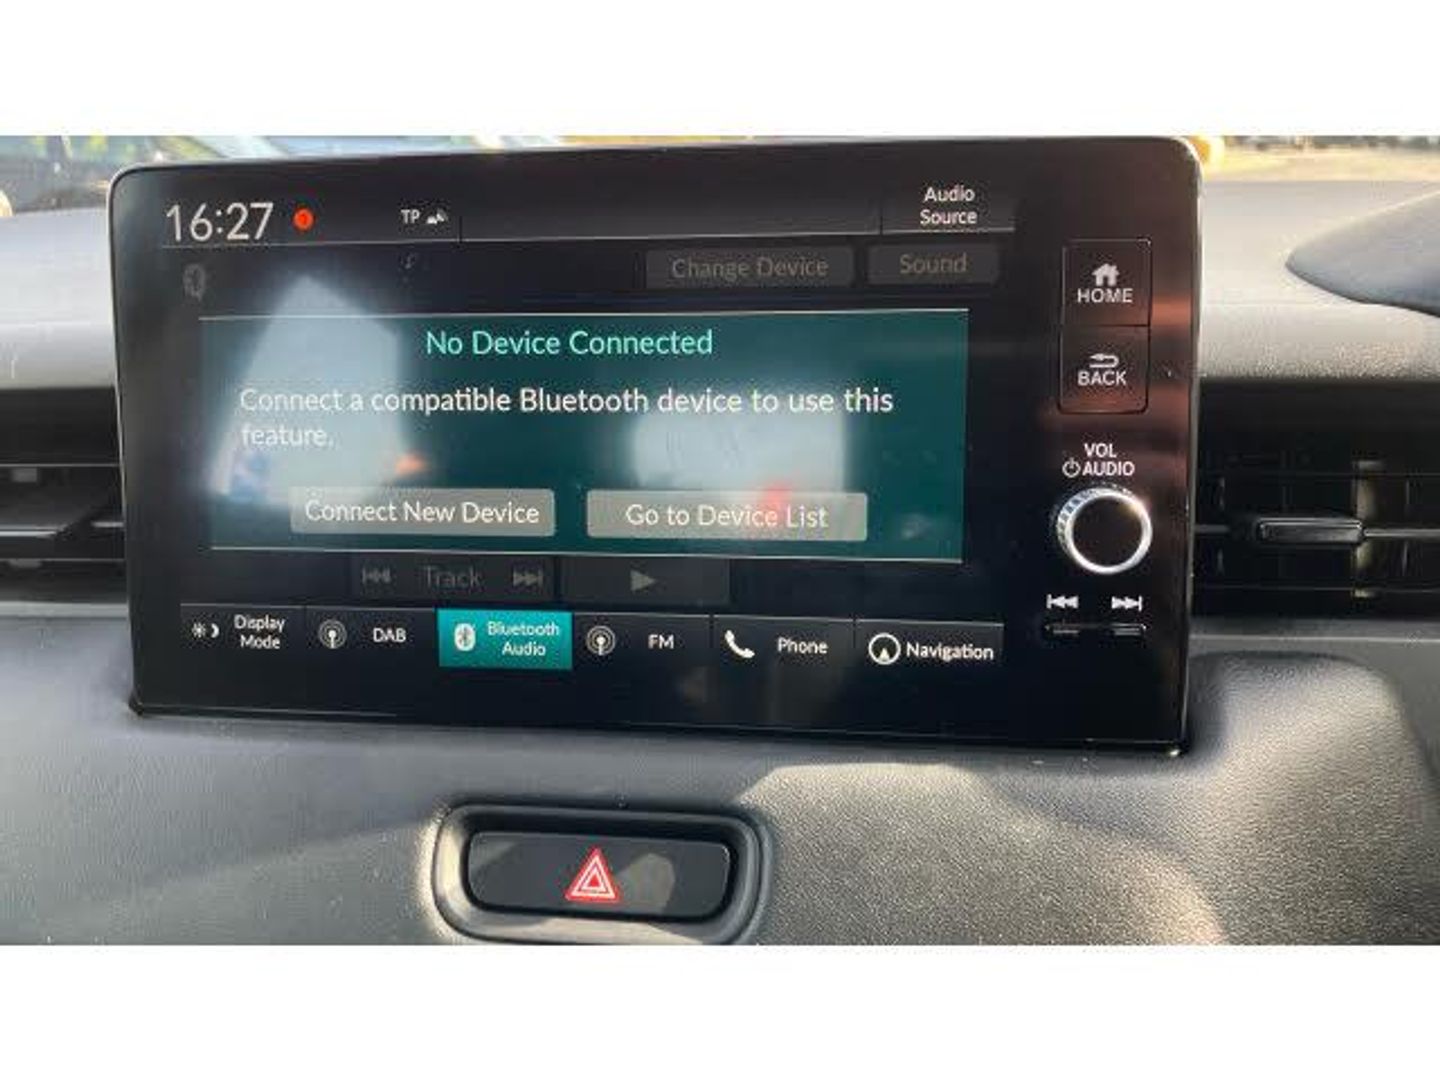 16:27
TP
Audio
Source
Change Device
Sound
HOME
No Device Connected
BACK
Connect a compatible Bluetooth device to use this
feature.
VOL
AUDIO
Connect New Device
Go to Device List
Track
Display
Mode
DAB
Bluetooth
Audio
FM
Phone
Navigation